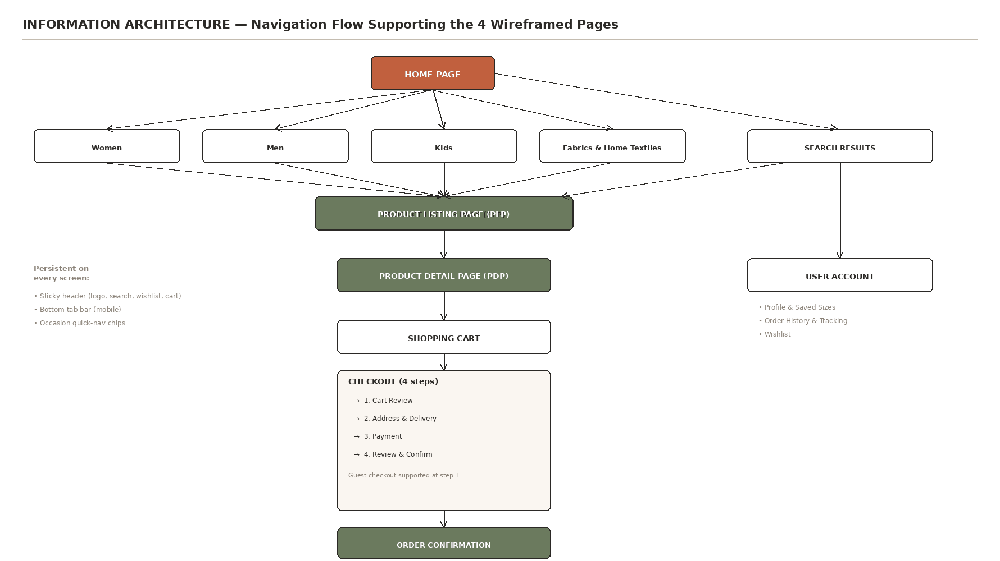 INFORMATION ARCHITECTURE — Navigation Flow Supporting the 4 Wireframed Pages
HOME PAGE
Women
Men
Kids
Fabrics & Home Textiles
SEARCH RESULTS
PRODUCT LISTING PAGE (PLP)
PRODUCT DETAIL PAGE (PDP)
USER ACCOUNT
Persistent on
every screen:
• Sticky header (logo, search, wishlist, cart)
• Bottom tab bar (mobile)
• Occasion quick-nav chips
• Profile & Saved Sizes
• Order History & Tracking
• Wishlist
SHOPPING CART
CHECKOUT (4 steps)
→ 1. Cart Review
→ 2. Address & Delivery
→ 3. Payment
→ 4. Review & Confirm
Guest checkout supported at step 1
ORDER CONFIRMATION